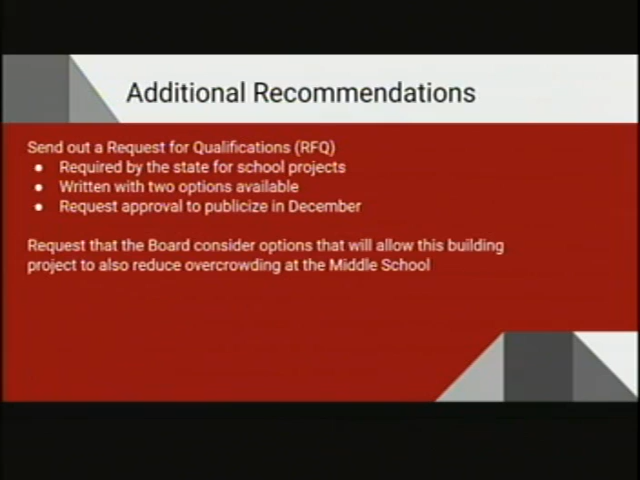 Additional Recommendations
Send out a Request for Qualifications (RFQ)
● Required by the state for school projects
● Written with two options available
● Request approval to publicize in December
Request that the Board consider options that will allow this building
project to also reduce overcrowding at the Middle School